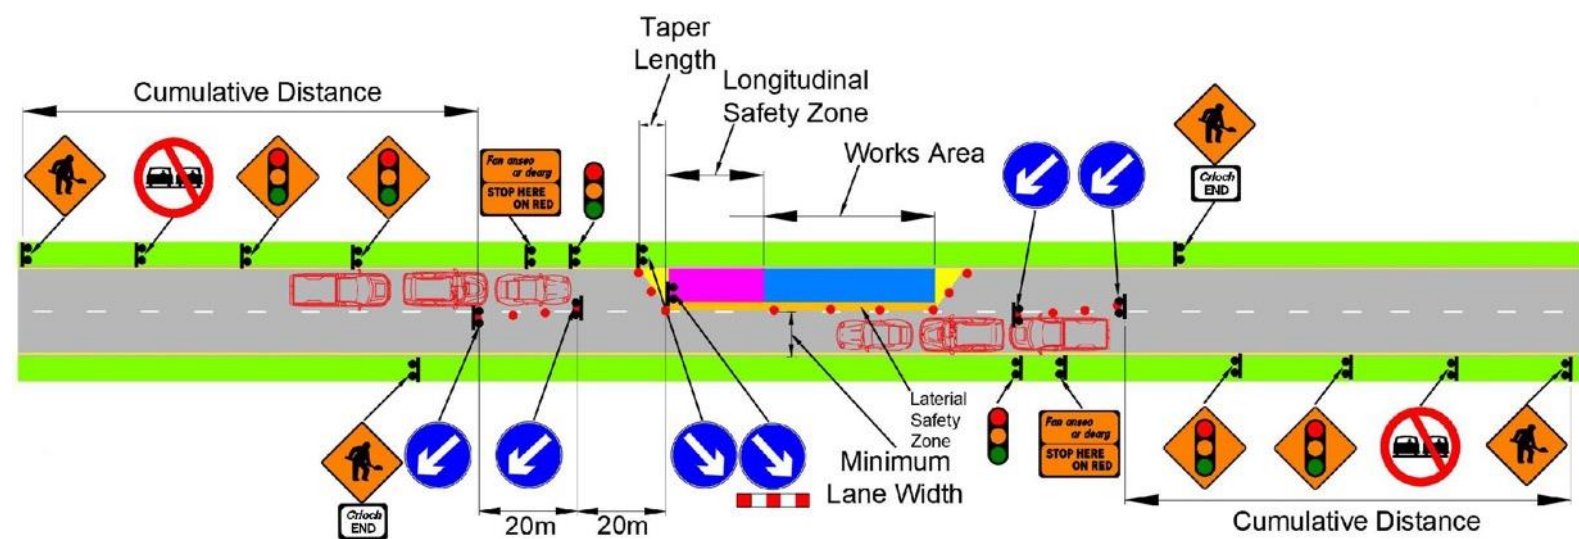 Taper
Length
Longitudinal
Safety Zone
Cumulative Distance
Works Area
Fan anseo
ar dearg
STOP HERE
ON RED
Críoch
END
Laterial
Safety
Zone
Minimum
Lane Width
Fan anseo
ar dearg
STOP HERE
ON RED
Críoch
END
20m
20m
Cumulative Distance